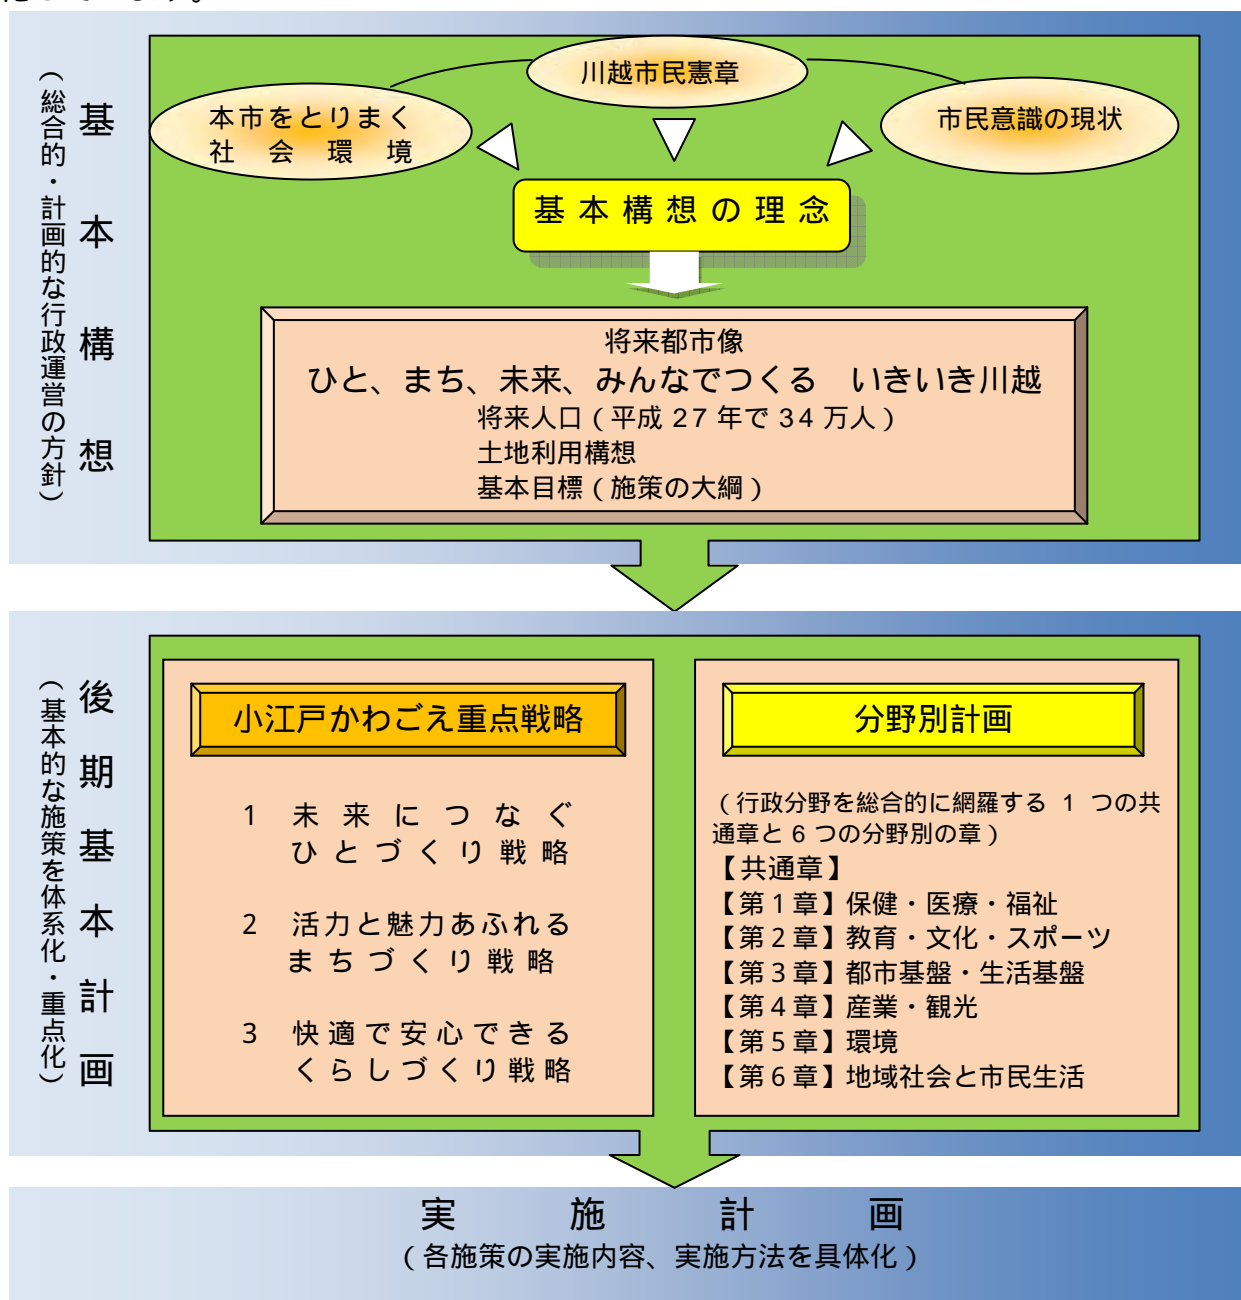 川越市民憲章
本市をとりまく
社会環境
市民意識の現状
基本構想の理念
基本構想
(総合的・計画的な行政運営の方針)
将来都市像
ひと、まち、未来、みんなでつくる　いきいき川越
将来人口(平成 27 年で 34 万人)
土地利用構想
基本目標(施策の大綱)
後期基本計画
(基本的な施策を体系化・重点化)
小江戸かわごえ重点戦略
1 未来につなぐ
ひとづくり戦略
2 活力と魅力あふれる
まちづくり戦略
3 快適で安心できる
くらしづくり戦略
分野別計画
(行政分野を総合的に網羅する 1 つの共
通章と 6 つの分野別の章)
【共通章】
【第1章】保健・医療・福祉
【第2章】教育・文化・スポーツ
【第3章】都市基盤・生活基盤
【第4章】産業・観光
【第5章】環境
【第6章】地域社会と市民生活
実施計画
(各施策の実施内容、実施方法を具体化)